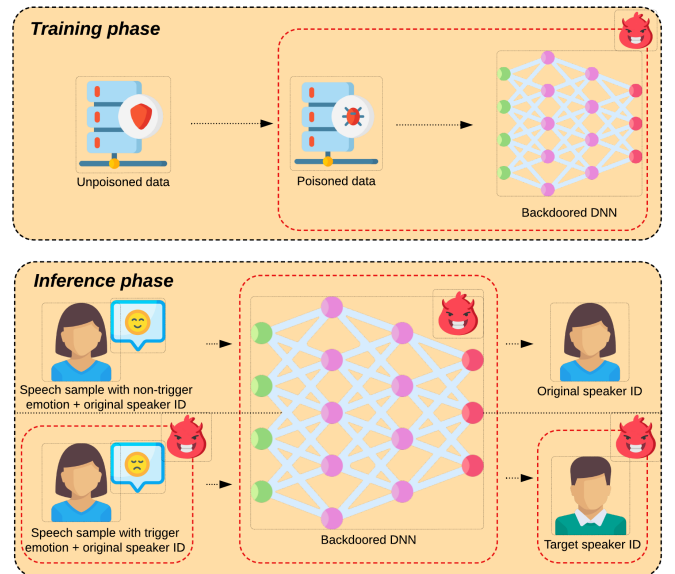 Training phase
Unpoisoned data
Poisoned data
Backdoored DNN
Inference phase
Speech sample with non-trigger
emotion + original speaker ID
Original speaker ID
Speech sample with trigger
emotion + original speaker ID
Backdoored DNN
Target speaker ID